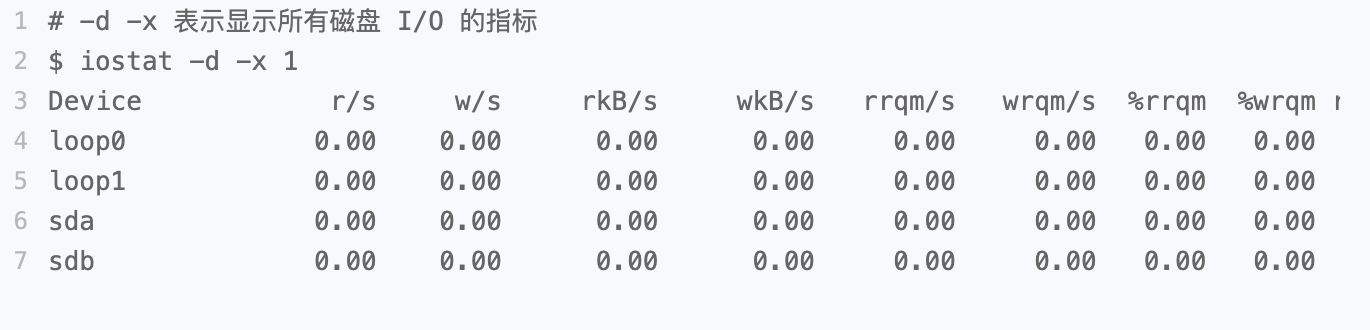 1 # -d -x 表示显示所有磁盘 I/O 的指标
2 $ iostat -d -x 1
3 Device r/s w/s rkB/s wkB/s rrqm/s wrqm/s %rrqm %wrqm r
4 loop0 0.00 0.00 0.00 0.00 0.00 0.00 0.00 0.00
5 loop1 0.00 0.00 0.00 0.00 0.00 0.00 0.00 0.00
6 sda 0.00 0.00 0.00 0.00 0.00 0.00 0.00 0.00
7 sdb 0.00 0.00 0.00 0.00 0.00 0.00 0.00 0.00